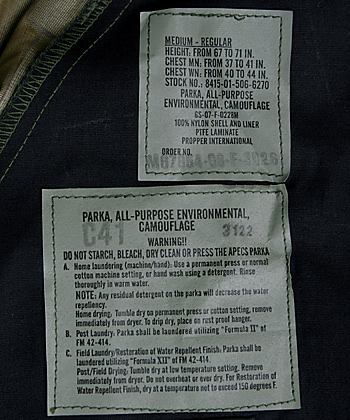 MEDIUM - REGULAR
HEIGHT: FROM 67 TO 71 IN.
CHEST MN: FROM 37 TO 41 IN.
CHEST WN: FROM 40 TO 44 IN.
STOCK NO.: 8415-01-506-6270
PARKA, ALL-PURPOSE
ENVIRONMENTAL, CAMOUFLAGE
GS-07-F-0228M
100% NYLON SHELL AND LINER
PTFE LAMINATE
PROPPER INTERNATIONAL
ORDER NO.
PARKA, ALL-PURPOSE ENVIRONMENTAL,
CAMOUFLAGE
C41 3122
WARNING!!
DO NOT STARCH, BLEACH, DRY CLEAN OR PRESS THE APECS PARKA
A. Home laundering (machine/hand): Use a permanent press or normal
cotton machine setting, or hand wash using a detergent. Rinse
thoroughly in warm water.
NOTE: Any residual detergent on the parka will decrease the water
repellency.
Home drying: Tumble dry on permanent press or cotton setting, remove
immediately from dryer. To drip dry, place on rust proof hanger.
B. Post Laundry: Parka shall be laundered utilizing "Formula II" of
FM 42-414.
C. Field Laundry/Restoration of Water Repellent Finish: Parka shall be
laundered utilizing "Formula XII" of FM 42-414.
Post/Field Drying: Tumble dry at low temperature setting. Remove
immediately from dryer. Do not overheat or over dry. For Restoration of
Water Repellent Finish, dry at a temperature not to exceed 150 degrees F.